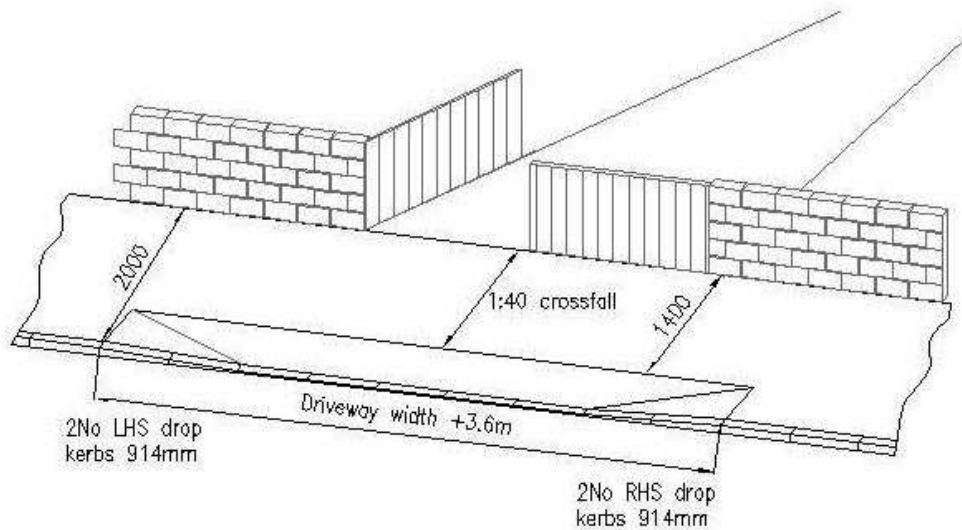 2000
1:40 crossfall
1400
Driveway width +3.6m
2No LHS drop
kerbs 914mm
2No RHS drop
kerbs 914mm